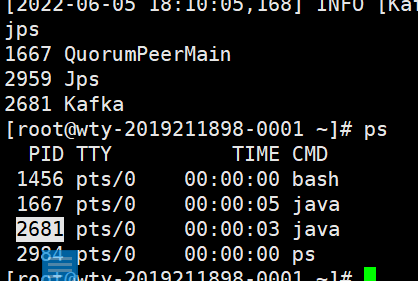 [2022-06-05 18:10:05,168] INFO [Kaf
jps
1667 QuorumPeerMain
2959 Jps
2681 Kafka
[root@wty-2019211898-0001 ~]# ps
PID TTY TIME CMD
1456 pts/0 00:00:00 bash
1667 pts/0 00:00:05 java
2681 pts/0 00:00:03 java
2984 pts/0 00:00:00 ps
[root@wty-2019211898-0001 ~]#